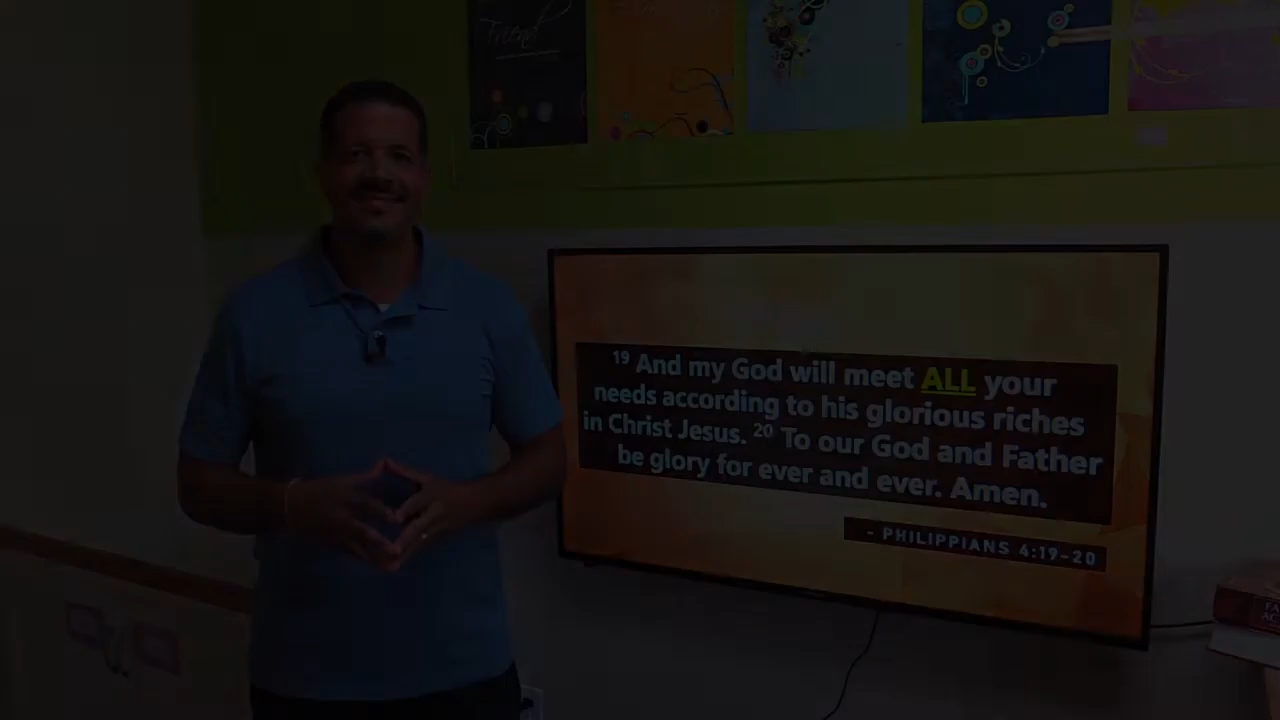 Friend
19 And my God will meet ALL your
needs according to his glorious riches
in Christ Jesus. 20 To our God and Father
be glory for ever and ever. Amen.
- PHILIPPIANS 4:19-20